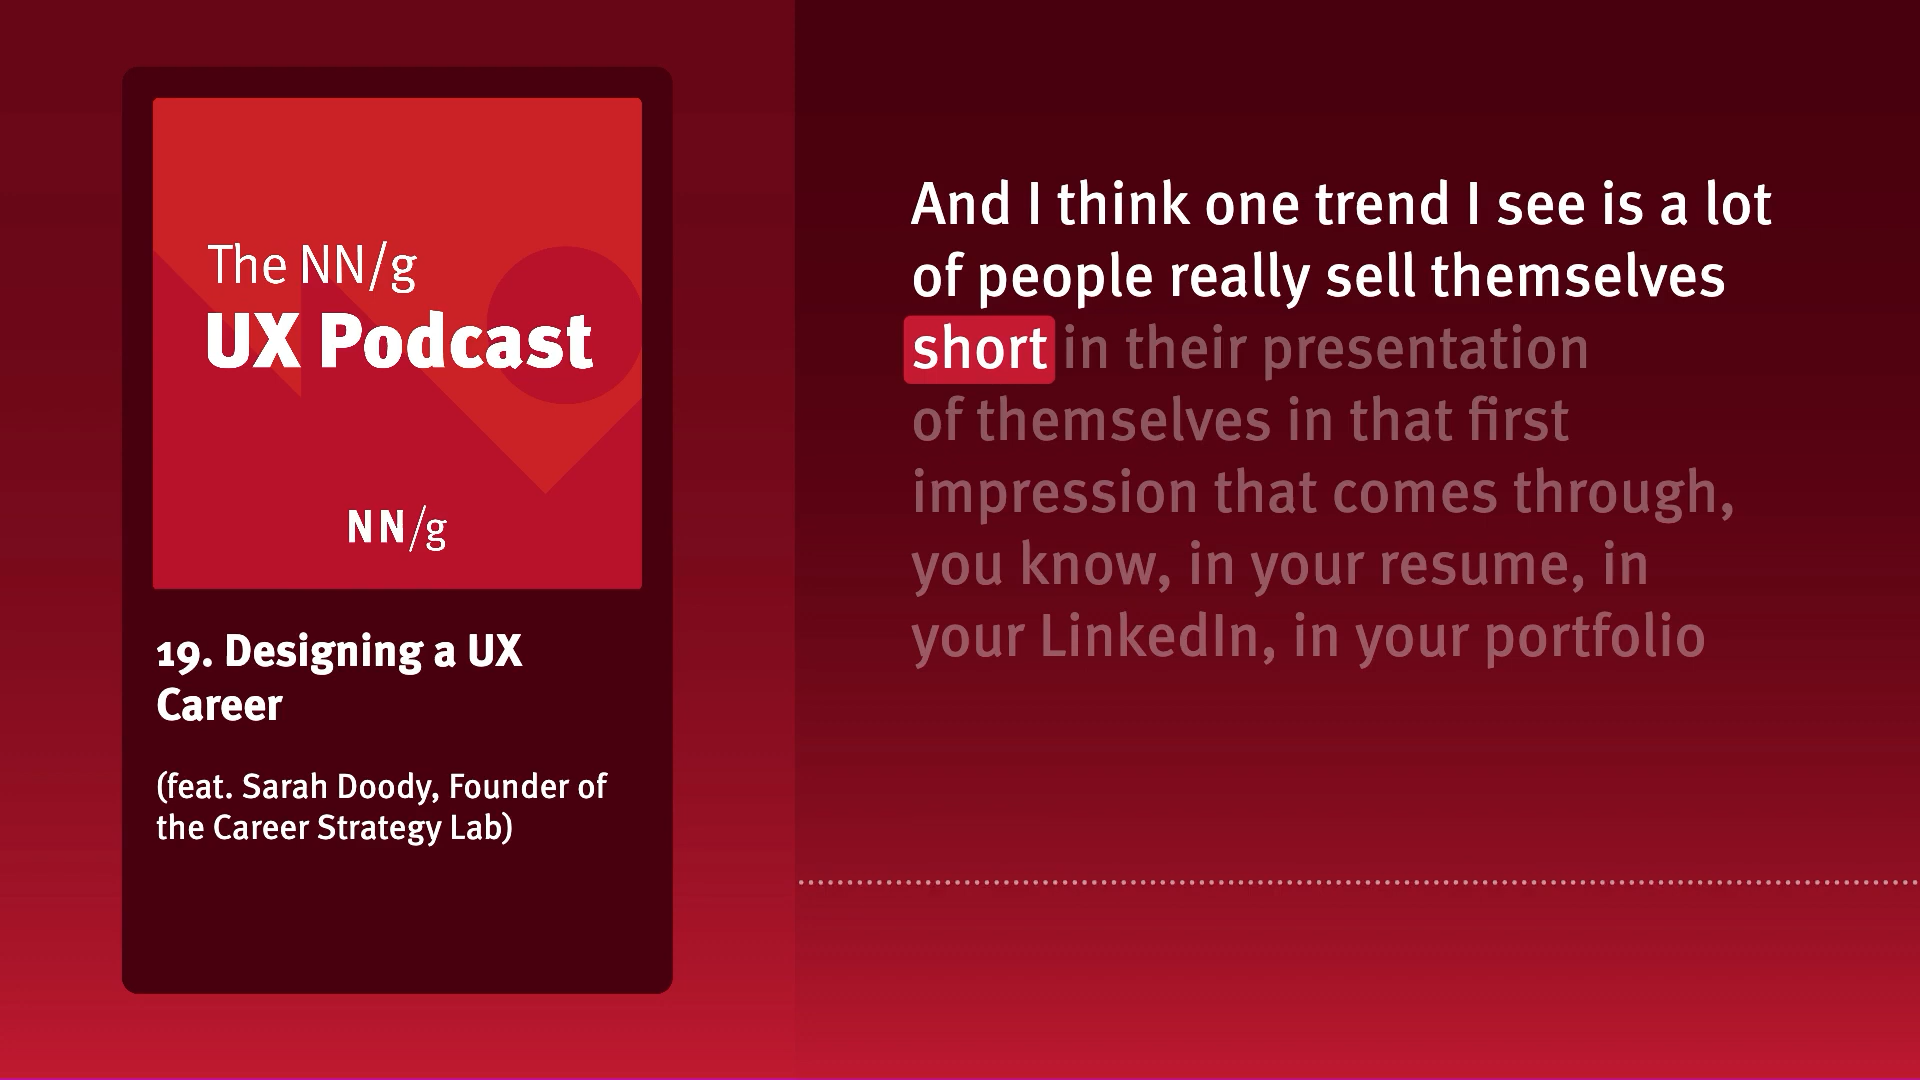 The NN/g
UX Podcast
NN/g
19. Designing a UX
Career
(feat. Sarah Doody, Founder of
the Career Strategy Lab)
And I think one trend I see is a lot
of people really sell themselves
short in their presentation
of themselves in that first
impression that comes through,
you know, in your resume, in
your LinkedIn, in your portfolio